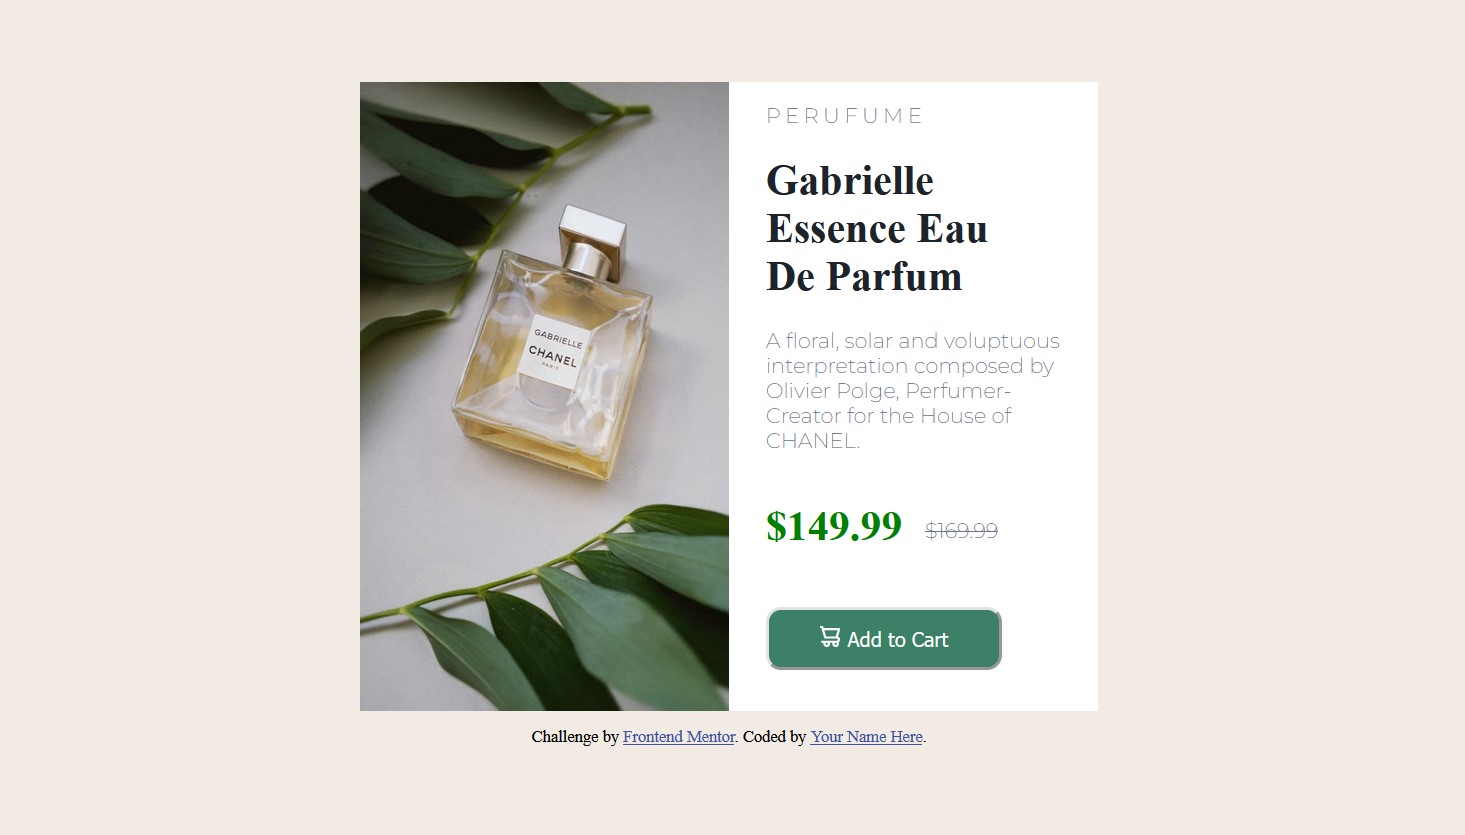 PERUFUME
Gabrielle
Essence Eau
De Parfum
A floral, solar and voluptuous
interpretation composed by
Olivier Polge, Perfumer-
Creator for the House of
CHANEL.
$149.99 $169.99
Add to Cart
GABRIELLE
CHANEL
PARIS
Challenge by Frontend Mentor. Coded by Your Name Here.